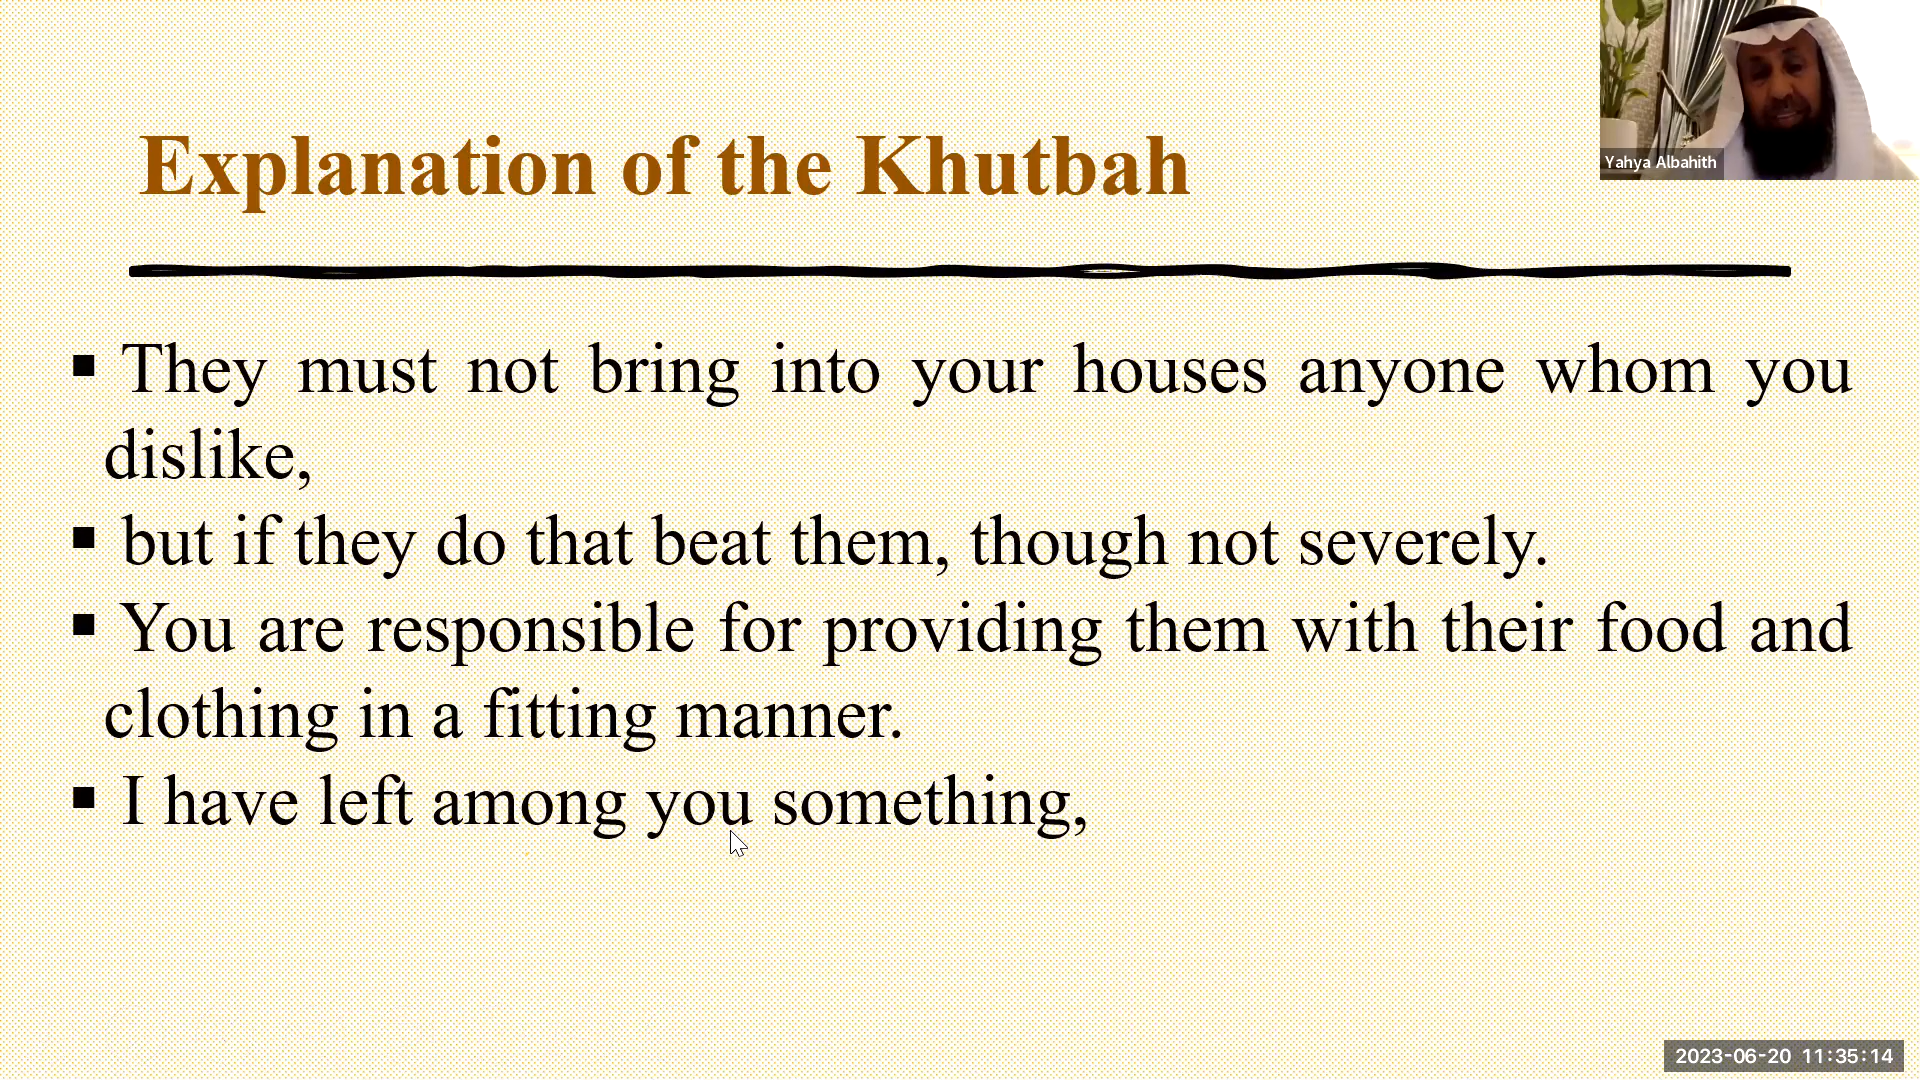 Yahya Albahith
Explanation of the Khutbah
▪ They must not bring into your houses anyone whom you
dislike,
▪ but if they do that beat them, though not severely.
▪ You are responsible for providing them with their food and
clothing in a fitting manner.
▪ I have left among you something,
2023-06-20 11:35:14